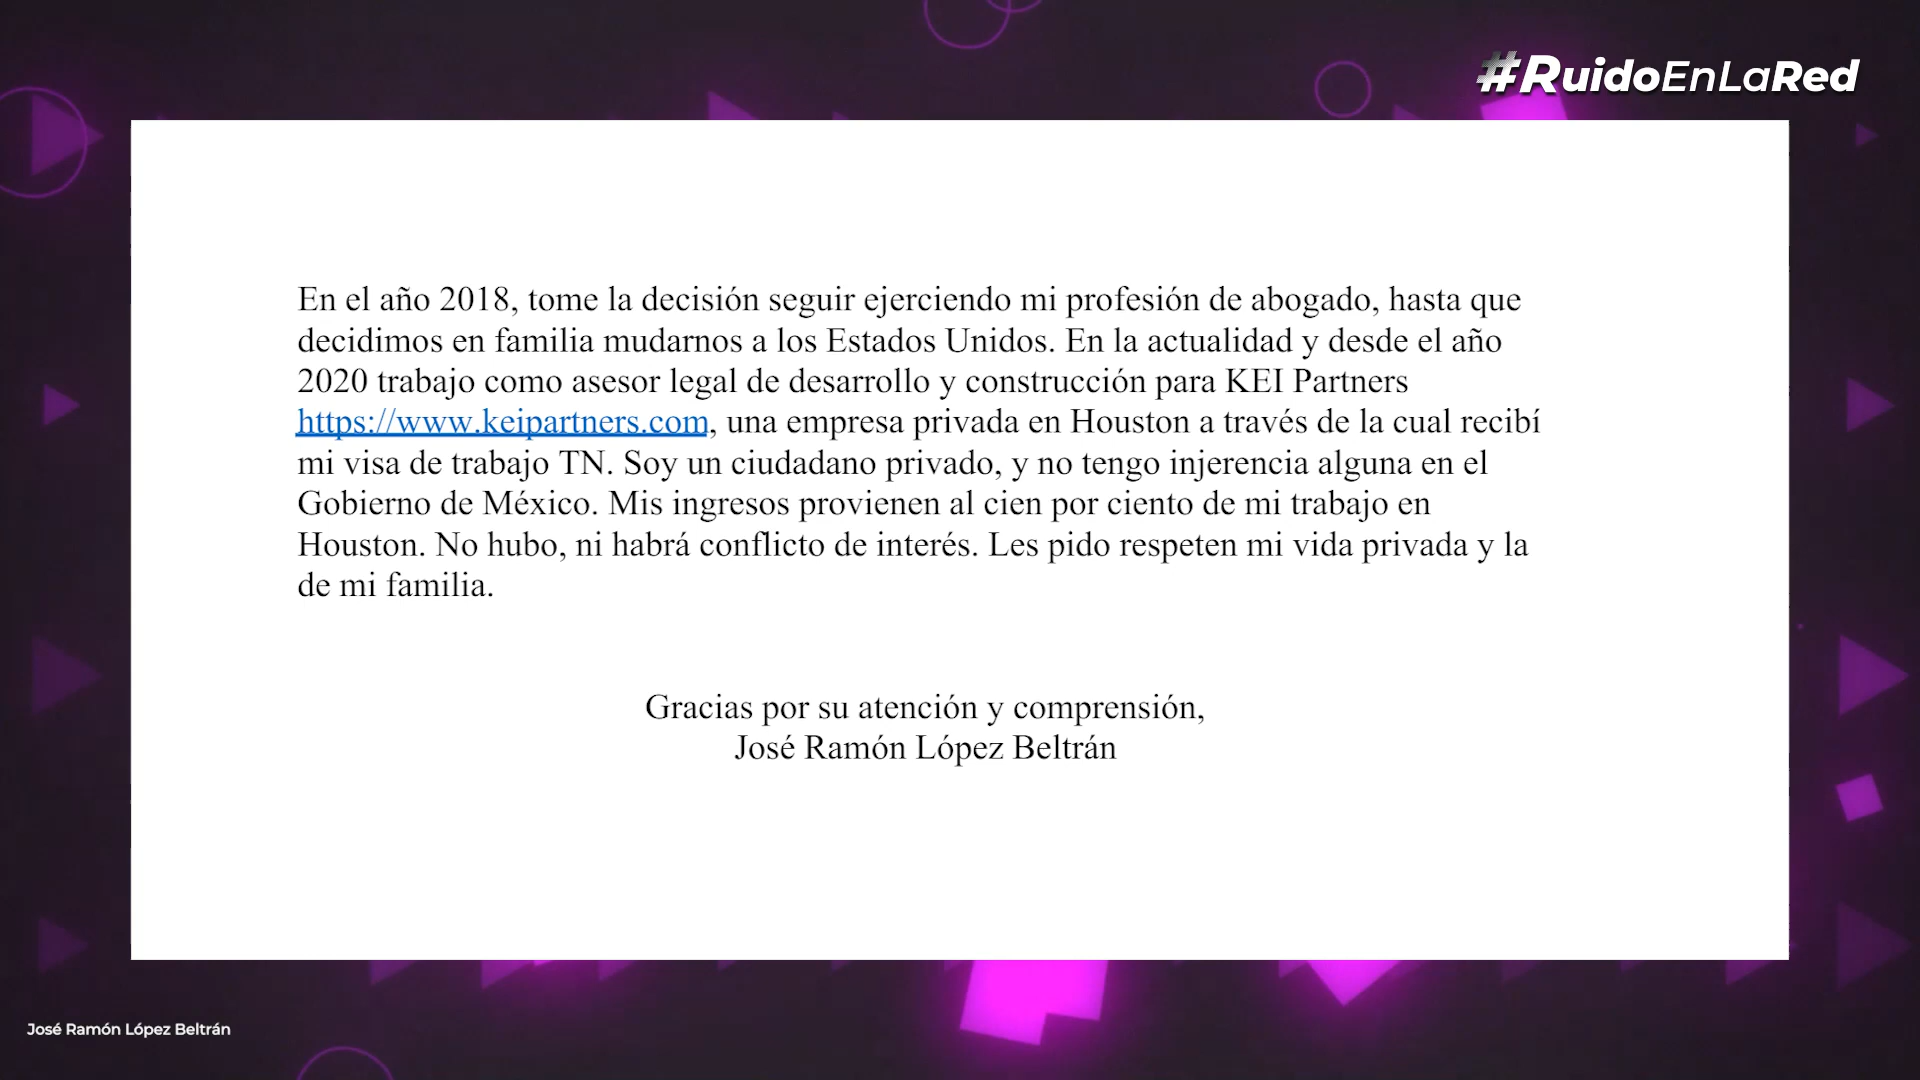 #RuidoEnLaRed
En el año 2018, tome la decisión seguir ejerciendo mi profesión de abogado, hasta que
decidimos en familia mudarnos a los Estados Unidos. En la actualidad y desde el año
2020 trabajo como asesor legal de desarrollo y construcción para KEI Partners
https://www.keipartners.com, una empresa privada en Houston a través de la cual recibí
mi visa de trabajo TN. Soy un ciudadano privado, y no tengo injerencia alguna en el
Gobierno de México. Mis ingresos provienen al cien por ciento de mi trabajo en
Houston. No hubo, ni habrá conflicto de interés. Les pido respeten mi vida privada y la
de mi familia.
Gracias por su atención y comprensión,
José Ramón López Beltrán
José Ramón López Beltrán